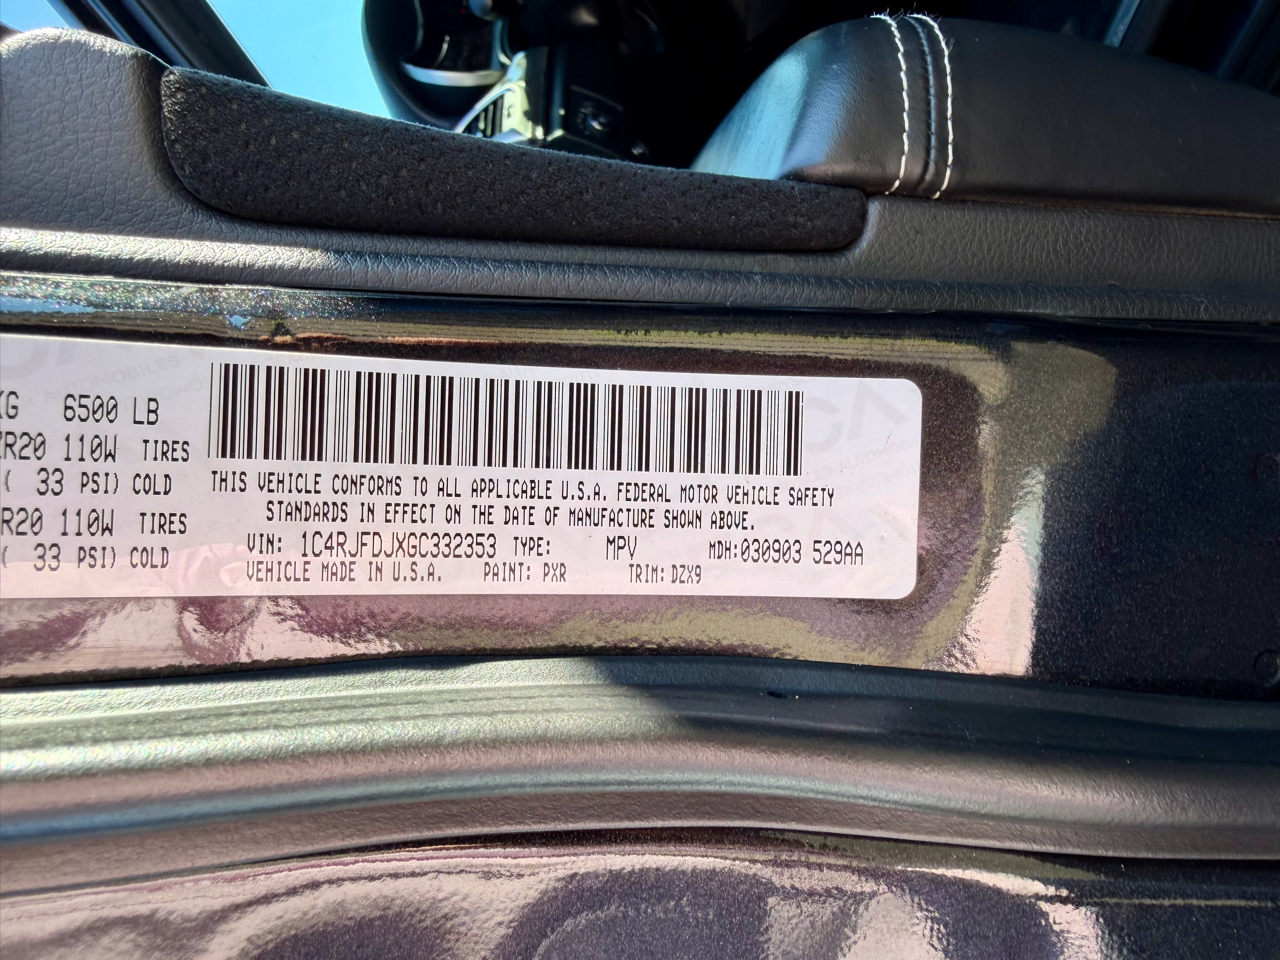 KG 6500 LB
ZR20 110W TIRES
( 33 PSI) COLD
R20 110W TIRES
( 33 PSI) COLD
THIS VEHICLE CONFORMS TO ALL APPLICABLE U.S.A. FEDERAL MOTOR VEHICLE SAFETY
STANDARDS IN EFFECT ON THE DATE OF MANUFACTURE SHOWN ABOVE.
VIN: 1C4RJFDJXGC332353 TYPE: MPV MDH:030903 529AA
VEHICLE MADE IN U.S.A. PAINT: PXR TRIM: DZX9